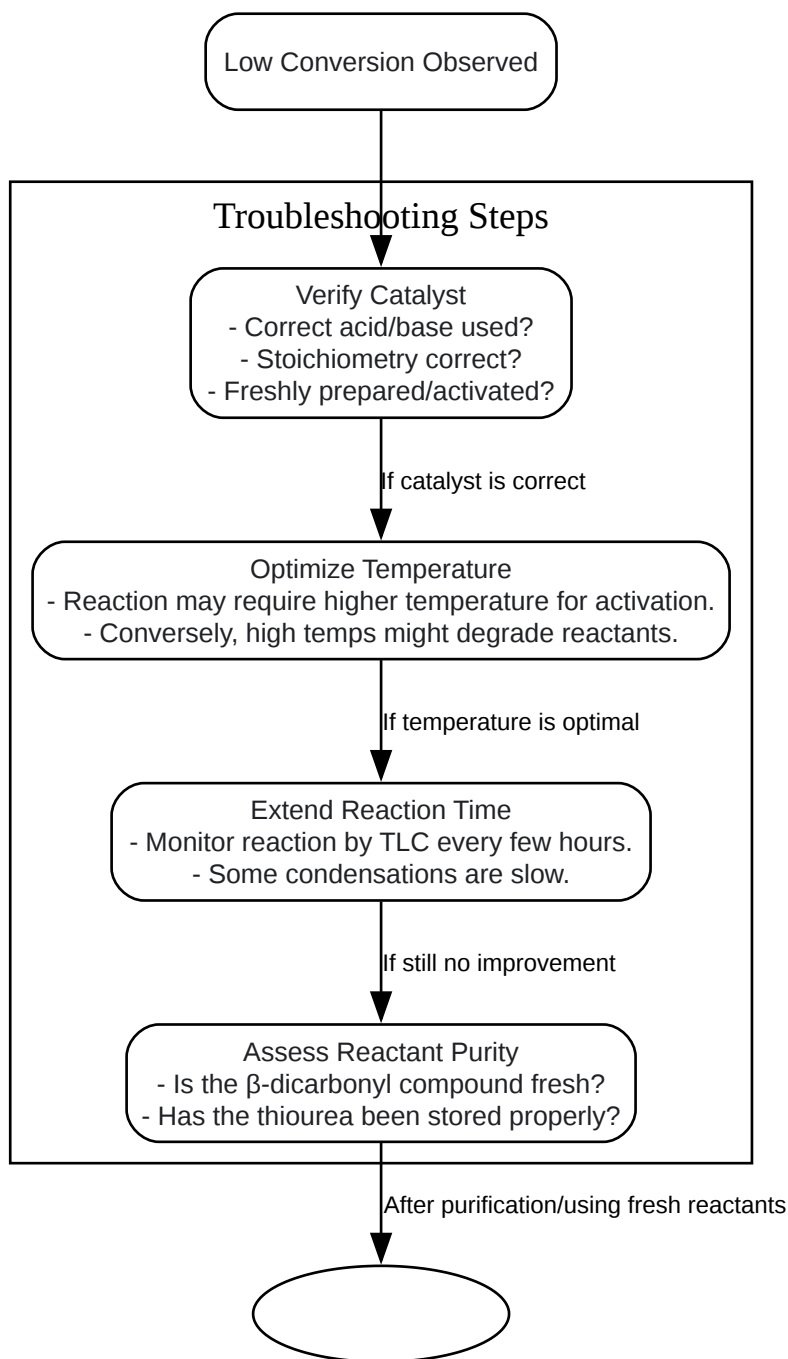 Low Conversion Observed
Troubleshooting Steps
Verify Catalyst
- Correct acid/base used?
- Stoichiometry correct?
- Freshly prepared/activated?
If catalyst is correct
Optimize Temperature
- Reaction may require higher temperature for activation.
- Conversely, high temps might degrade reactants.
If temperature is optimal
Extend Reaction Time
- Monitor reaction by TLC every few hours.
- Some condensations are slow.
If still no improvement
Assess Reactant Purity
- Is the β-dicarbonyl compound fresh?
- Has the thiourea been stored properly?
After purification/using fresh reactants